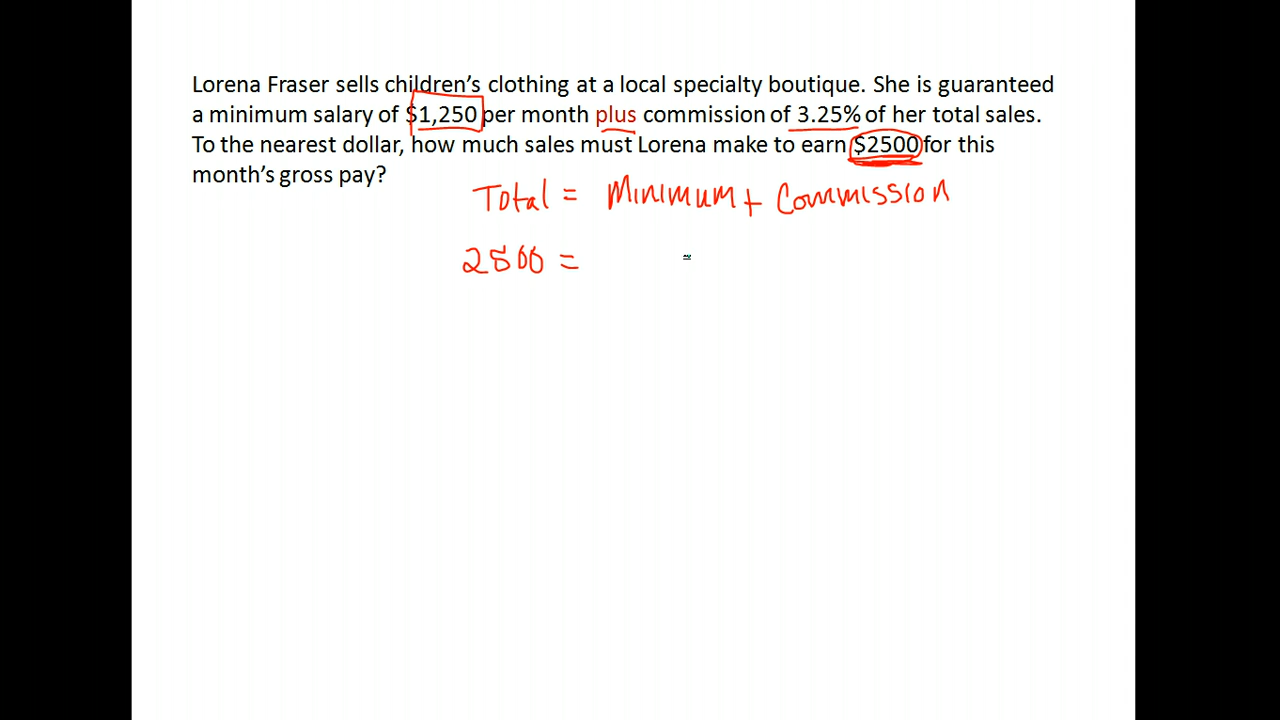 Lorena Fraser sells children's clothing at a local specialty boutique. She is guaranteed
a minimum salary of $1,250 per month plus commission of 3.25% of her total sales.
To the nearest dollar, how much sales must Lorena make to earn $2500 for this
month's gross pay?
Total = Minimum + Commission
2500 =